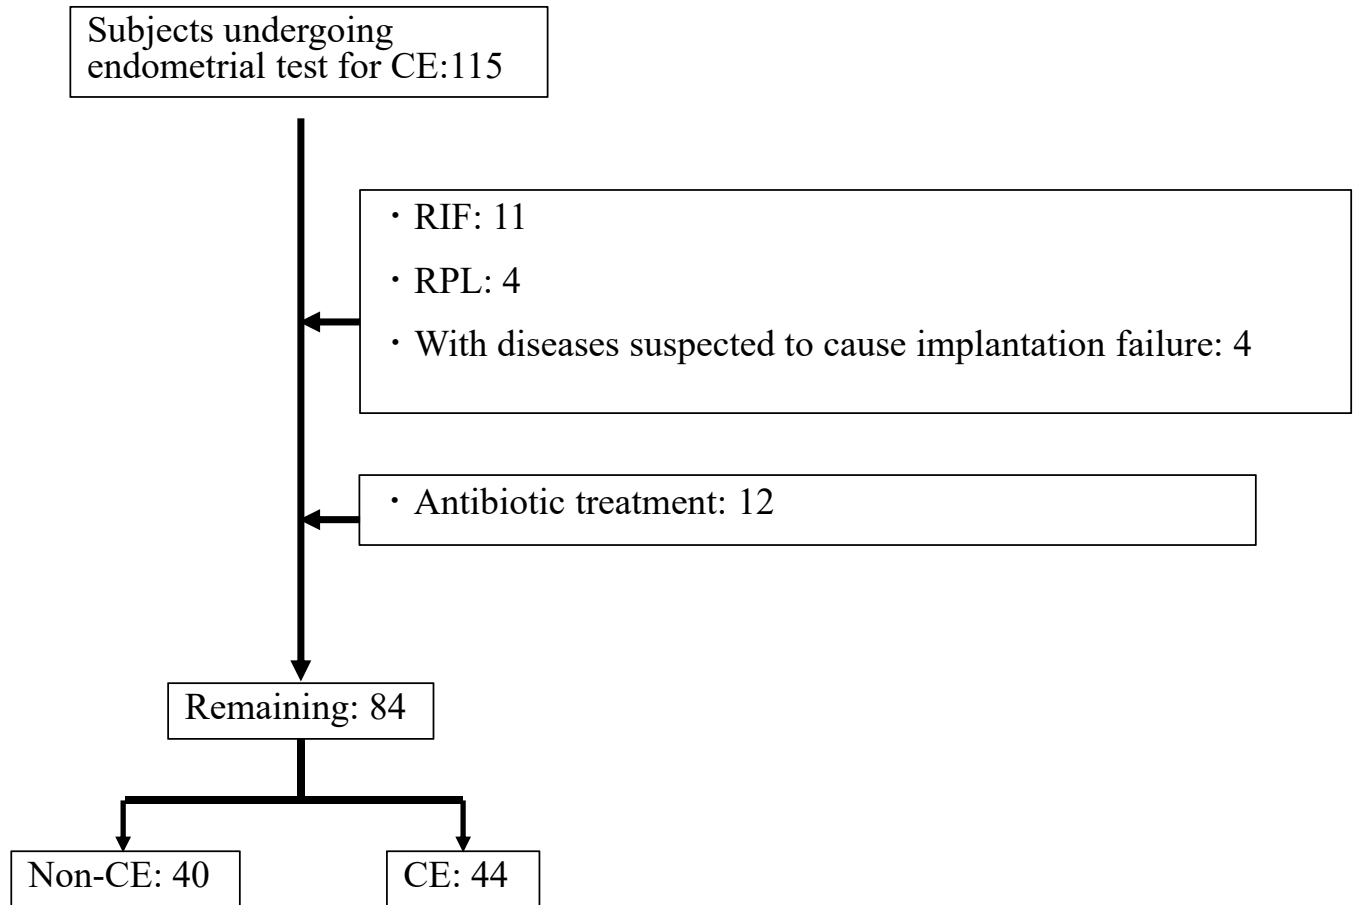 Subjects undergoing
endometrial test for CE:115
・RIF: 11
・RPL: 4
・With diseases suspected to cause implantation failure: 4
・Antibiotic treatment: 12
Remaining: 84
Non-CE: 40
CE: 44